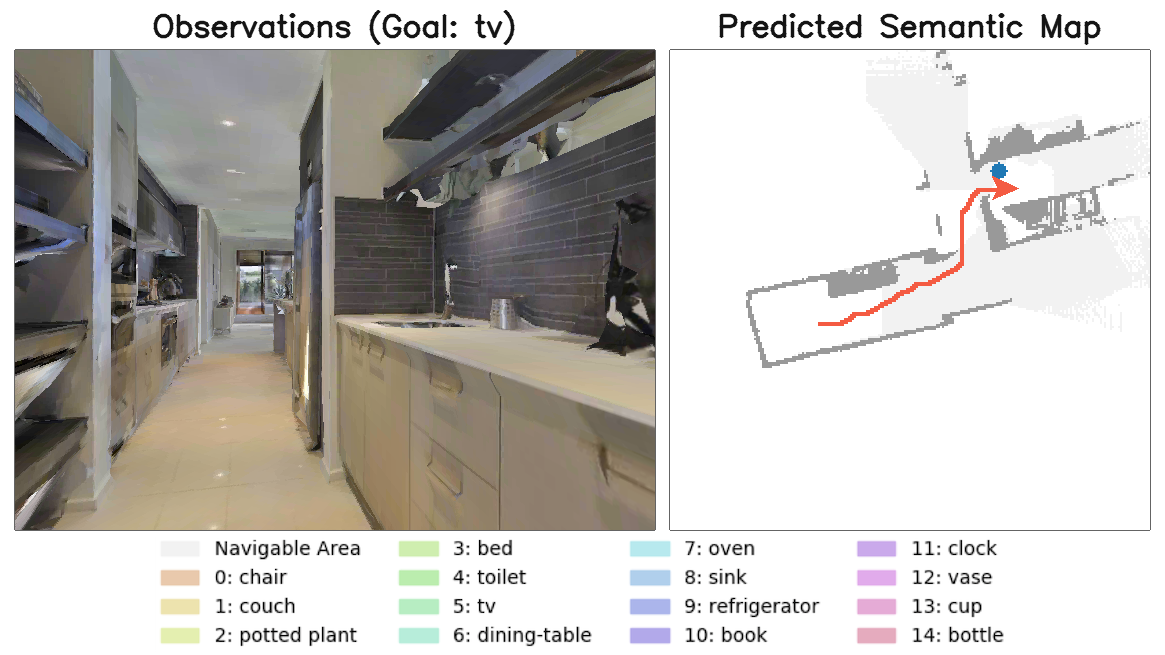 Observations (Goal: tv)
Predicted Semantic Map
Navigable Area
0: chair
1: couch
2: potted plant
3: bed
4: toilet
5: tv
6: dining-table
7: oven
8: sink
9: refrigerator
10: book
11: clock
12: vase
13: cup
14: bottle